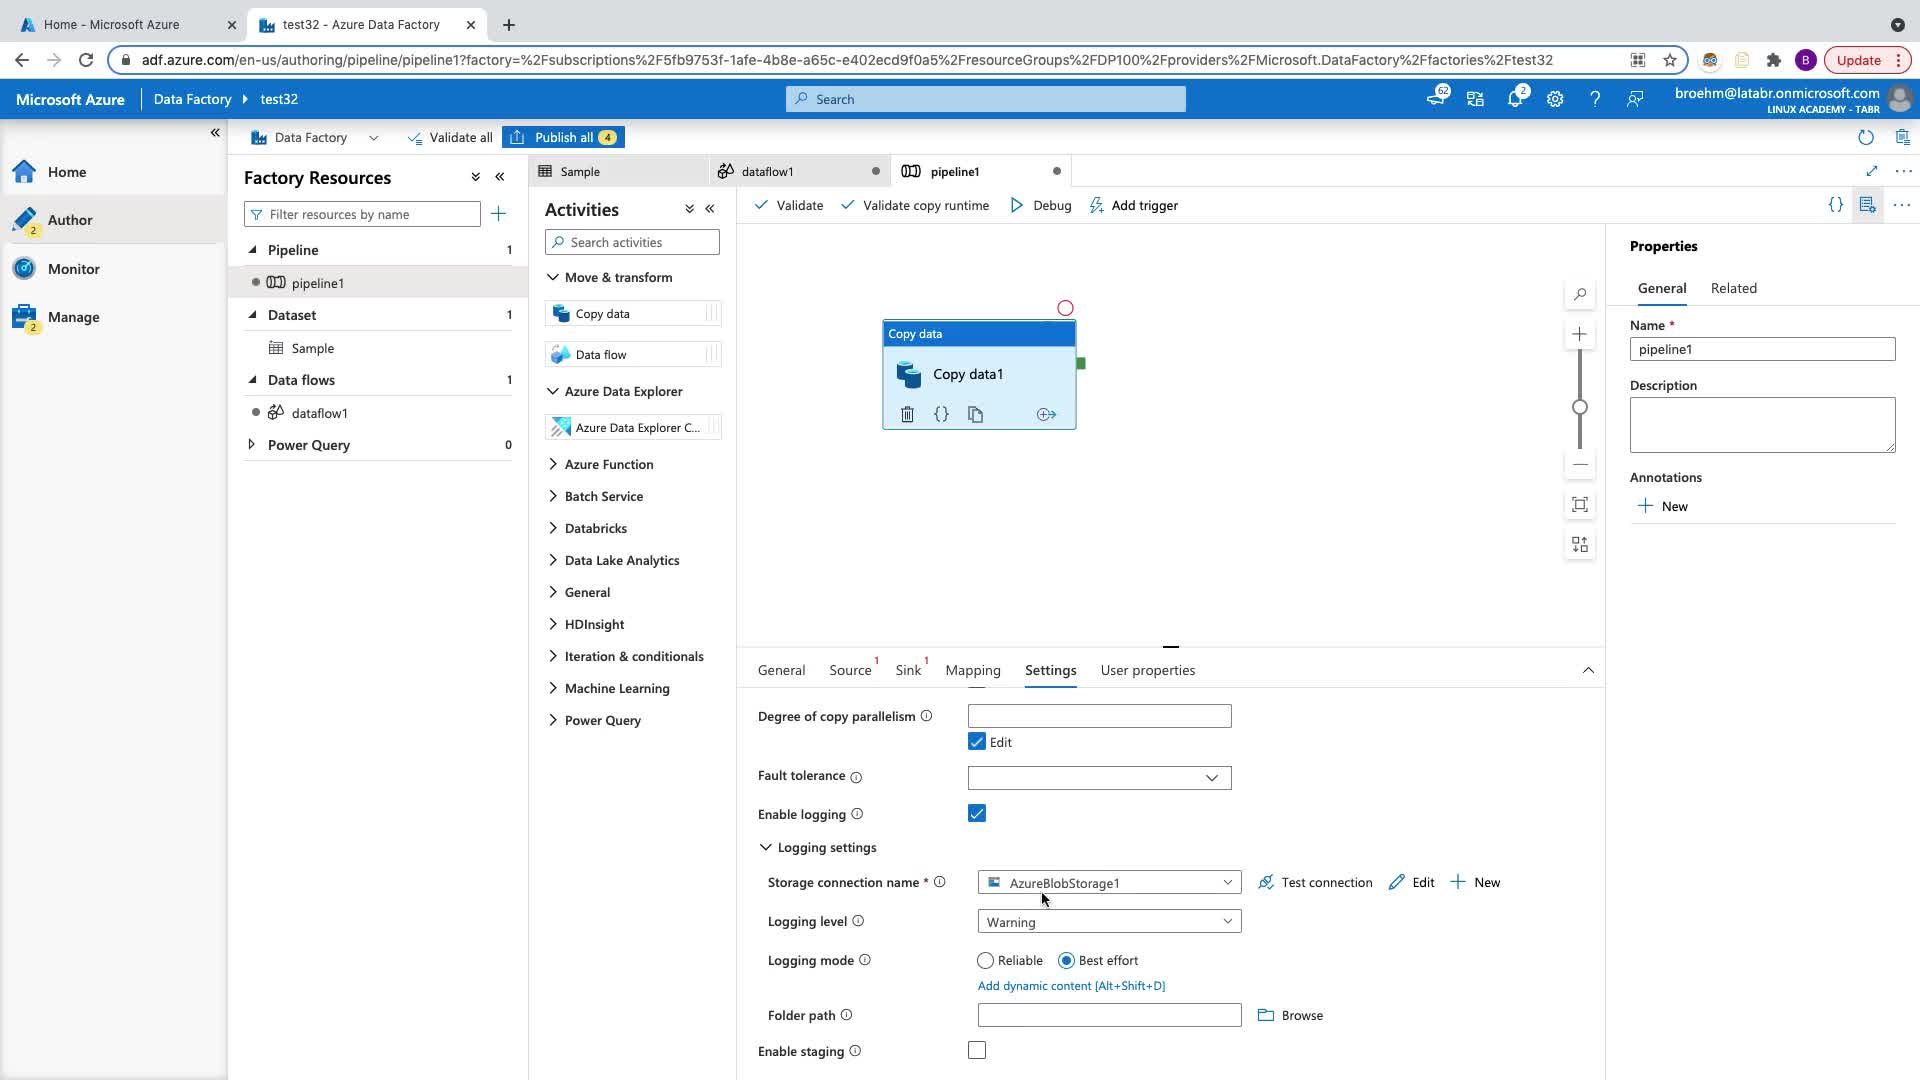 Home - Microsoft Azure
test32 - Azure Data Factory
adf.azure.com/en-us/authoring/pipeline/pipeline1?factory=%2Fsubscriptions%2F5fb9753f-1afe-4b8e-a65c-e402ecd9f0a5%2FresourceGroups%2FDP100%2Fproviders%2FMicrosoft.DataFactory%2Ffactories%2Ftest32
B
Update
Microsoft Azure
Data Factory
test32
Search
62
2
broehm@latabr.onmicrosoft.com
LINUX ACADEMY - TABR
Data Factory
Validate all
Publish all 4
Home
Author
2
Monitor
Manage
2
Factory Resources
Filter resources by name
Pipeline 1
pipeline1
Dataset 1
Sample
Data flows 1
dataflow1
Power Query 0
Sample
dataflow1
pipeline1
Activities
Search activities
Move & transform
Copy data
Data flow
Azure Data Explorer
Azure Data Explorer C...
Azure Function
Batch Service
Databricks
Data Lake Analytics
General
HDInsight
Iteration & conditionals
Machine Learning
Power Query
Validate
Validate copy runtime
Debug
Add trigger
Copy data
Copy data1
General
Source 1
Sink 1
Mapping
Settings
User properties
Degree of copy parallelism
Edit
Fault tolerance
Enable logging
Logging settings
Storage connection name *
AzureBlobStorage1
Test connection
Edit
New
Logging level
Warning
Logging mode
Reliable
Best effort
Add dynamic content [Alt+Shift+D]
Folder path
Browse
Enable staging
Properties
General
Related
Name *
pipeline1
Description
Annotations
New